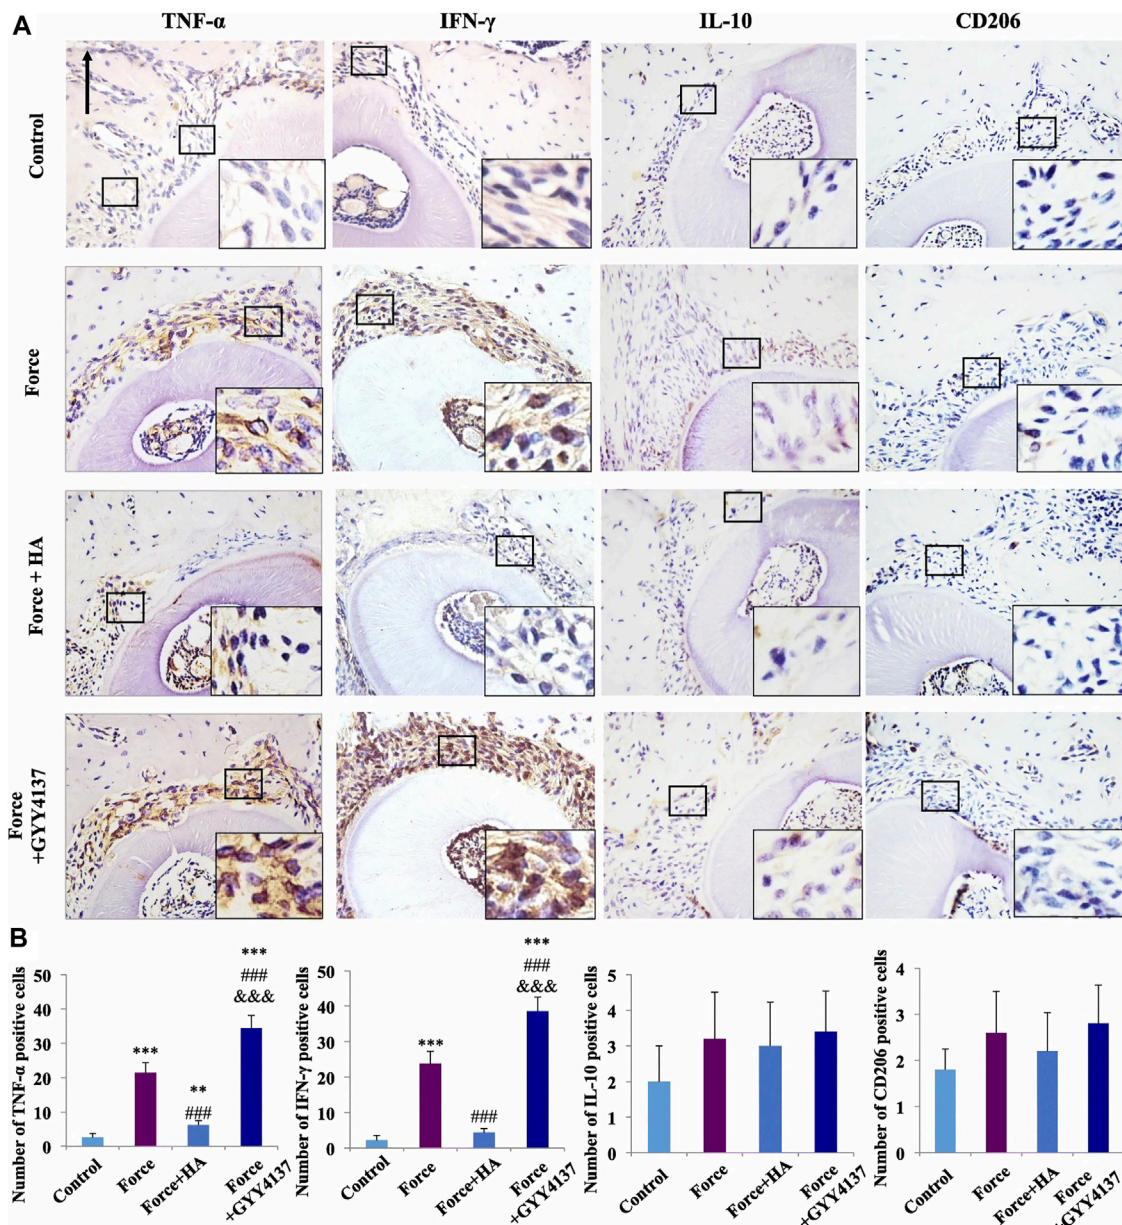 A
TNF-α
IFN-γ
IL-10
CD206
Control
Force
Force + HA
Force
+GYY4137
B
Number of TNF-α positive cells
50
40
30
20
10
0
***
**
###
***
###
&&&
Control
Force
Force+HA
Force
+GYY4137
Number of IFN-γ positive cells
50
40
30
20
10
0
***
###
***
###
&&&
Control
Force
Force+HA
Force
+GYY4137
Number of IL-10 positive cells
5
4
3
2
1
0
Control
Force
Force+HA
Force
+GYY4137
Number of CD206 positive cells
4
3
2
1
0
Control
Force
Force+HA
Force
+GYY4137